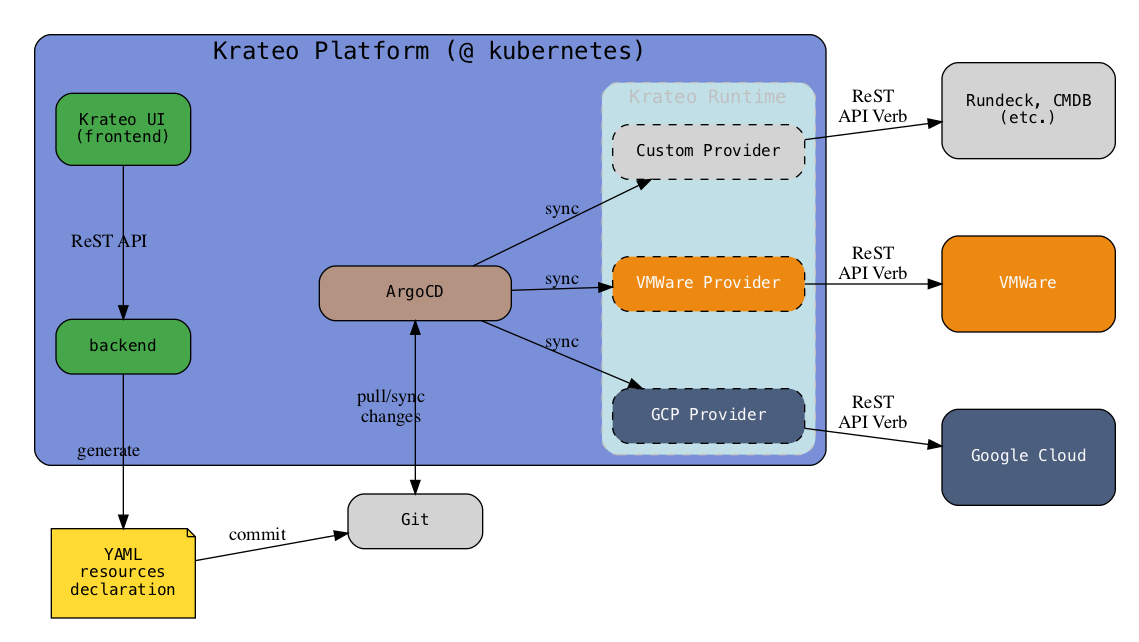 Krateo Platform (@ kubernetes)
Krateo UI
(frontend)
ReST API
backend
generate
YAML
resources
declaration
commit
Git
pull/sync
changes
ArgoCD
sync
sync
sync
Krateo Runtime
Custom Provider
VMWare Provider
GCP Provider
ReST
API Verb
Rundeck, CMDB
(etc.)
ReST
API Verb
VMWare
ReST
API Verb
Google Cloud